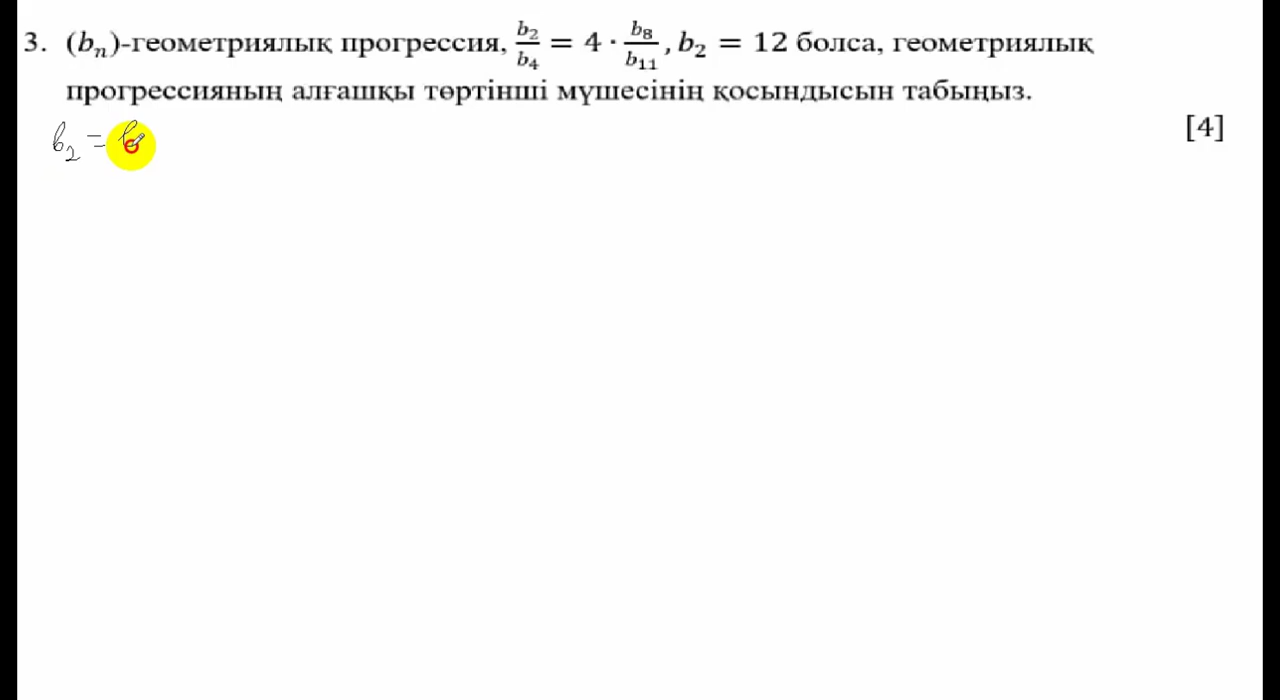 3. (bₙ)-геометриялық прогрессия, b₂/b₄ = 4 · b₈/b₁₁, b₂ = 12 болса, геометриялық
прогрессияның алғашқы төртінші мүшесінің қосындысын табыңыз.
[4]
b₂ =